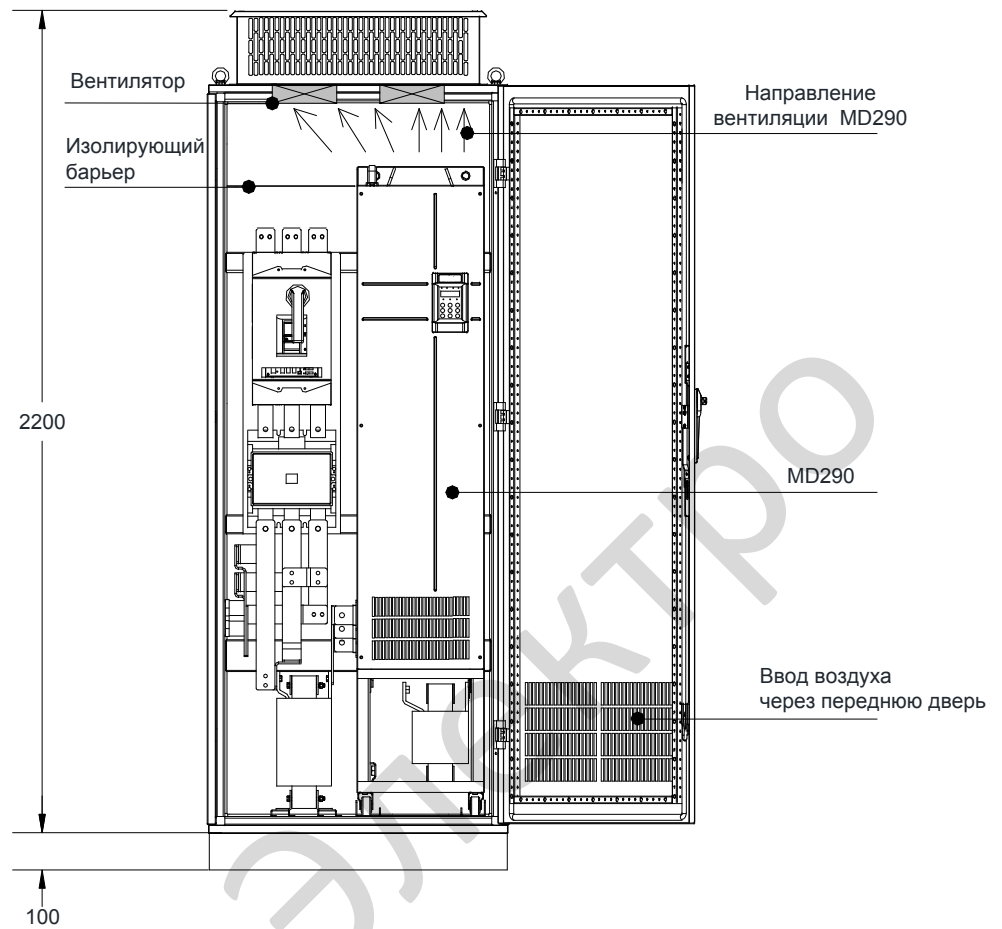 Вентилятор
Направление
вентиляции MD290
Изолирующий
барьер
2200
MD290
Ввод воздуха
через переднюю дверь
100
Электро